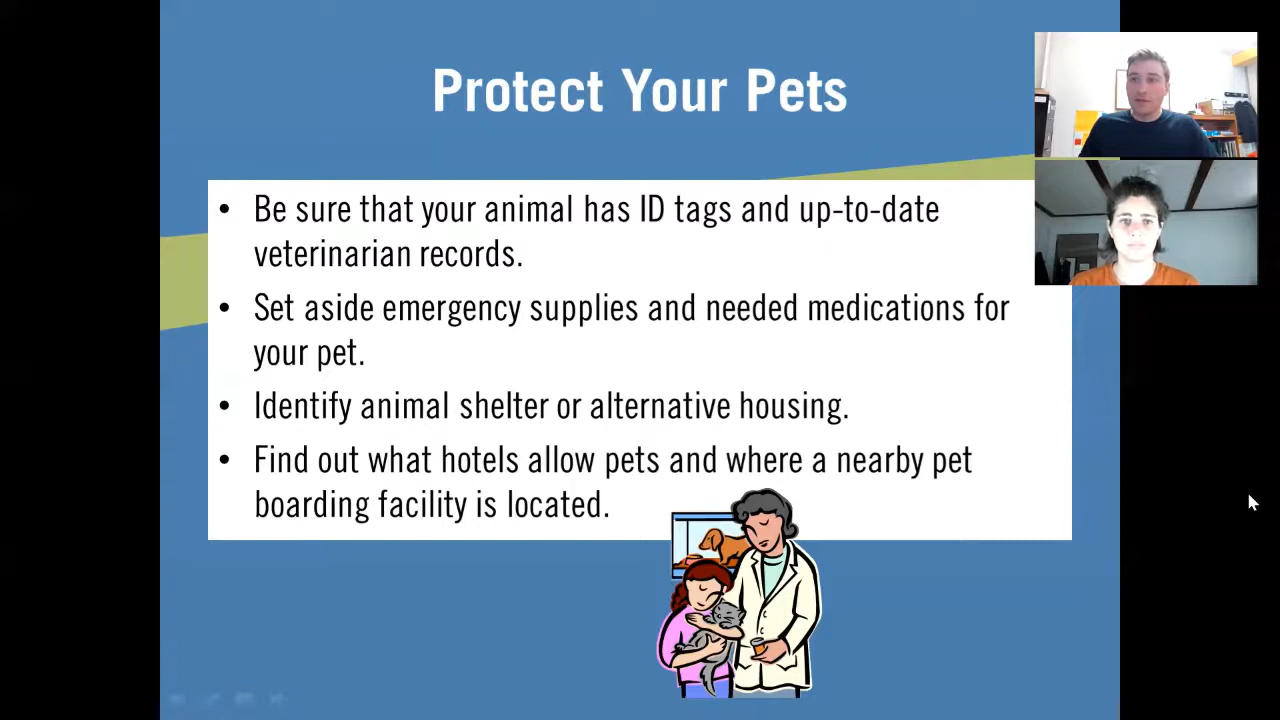 Protect Your Pets
• Be sure that your animal has ID tags and up-to-date
veterinarian records.
• Set aside emergency supplies and needed medications for
your pet.
• Identify animal shelter or alternative housing.
• Find out what hotels allow pets and where a nearby pet
boarding facility is located.